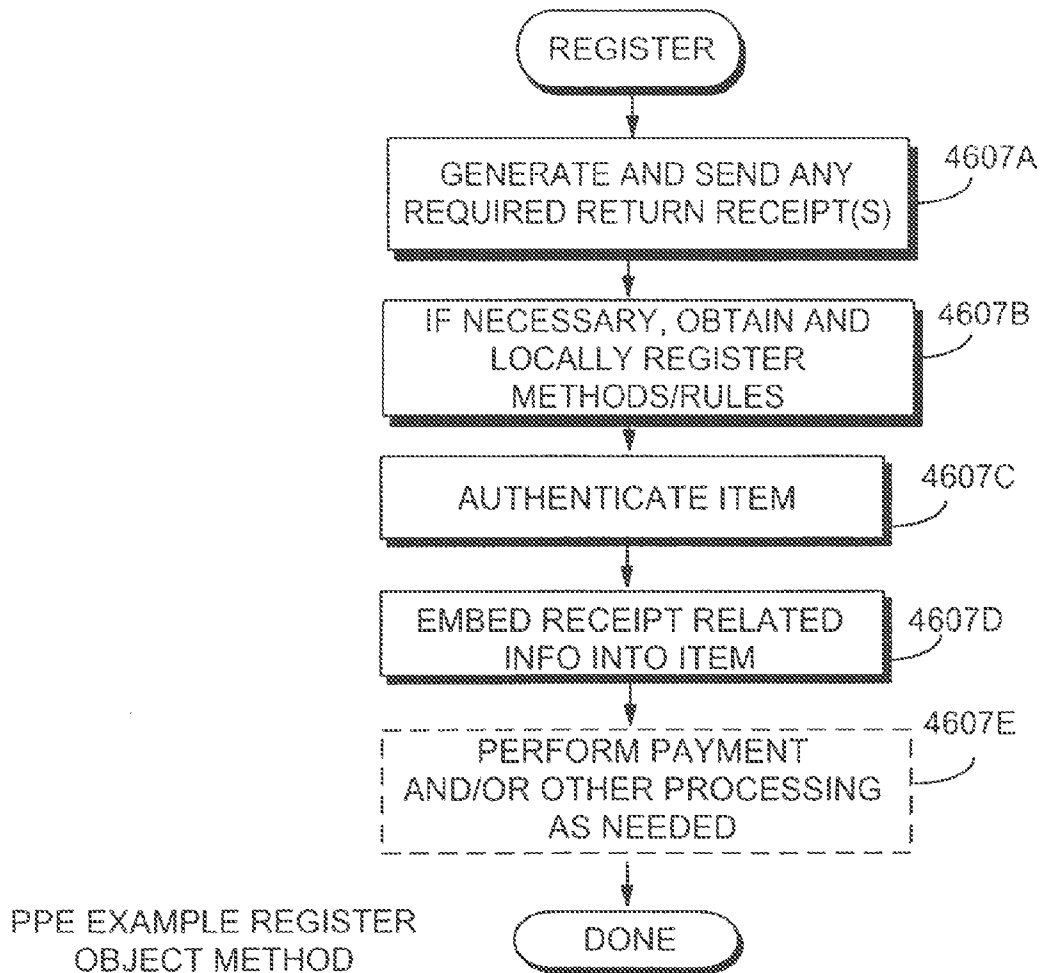 REGISTER
GENERATE AND SEND ANY
REQUIRED RETURN RECEIPT(S)
4607A
IF NECESSARY, OBTAIN AND
LOCALLY REGISTER
METHODS/RULES
4607B
AUTHENTICATE ITEM
4607C
EMBED RECEIPT RELATED
INFO INTO ITEM
4607D
PERFORM PAYMENT
AND/OR OTHER PROCESSING
AS NEEDED
4607E
DONE
PPE EXAMPLE REGISTER
OBJECT METHOD